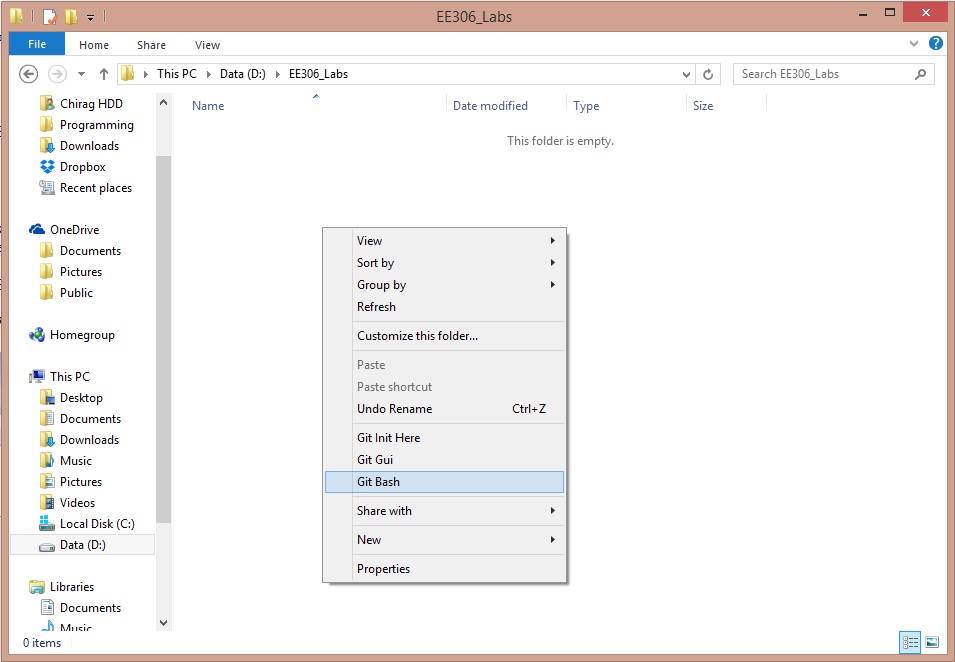 EE306_Labs
File Home Share View
This PC Data (D:) EE306_Labs
Search EE306_Labs
Name Date modified Type Size
This folder is empty.
Chirag HDD
Programming
Downloads
Dropbox
Recent places
OneDrive
Documents
Pictures
Public
Homegroup
This PC
Desktop
Documents
Downloads
Music
Pictures
Videos
Local Disk (C:)
Data (D:)
Libraries
Documents
Music
View
Sort by
Group by
Refresh
Customize this folder...
Paste
Paste shortcut
Undo Rename Ctrl+Z
Git Init Here
Git Gui
Git Bash
Share with
New
Properties
0 items